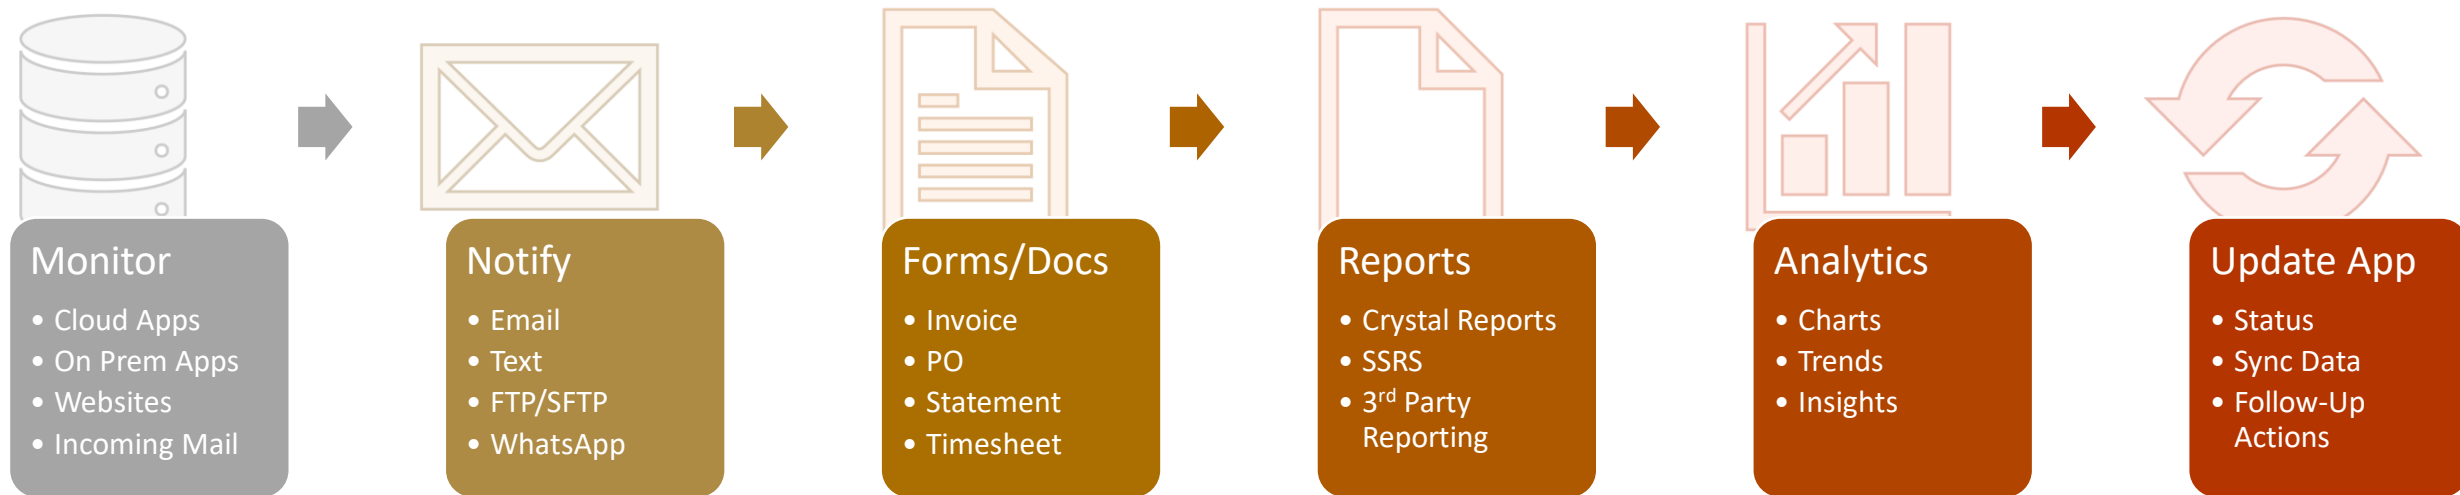 Monitor
• Cloud Apps
• On Prem Apps
• Websites
• Incoming Mail
Notify
• Email
• Text
• FTP/SFTP
• WhatsApp
Forms/Docs
• Invoice
• PO
• Statement
• Timesheet
Reports
• Crystal Reports
• SSRS
• 3rd Party
Reporting
Analytics
• Charts
• Trends
• Insights
Update App
• Status
• Sync Data
• Follow-Up
Actions